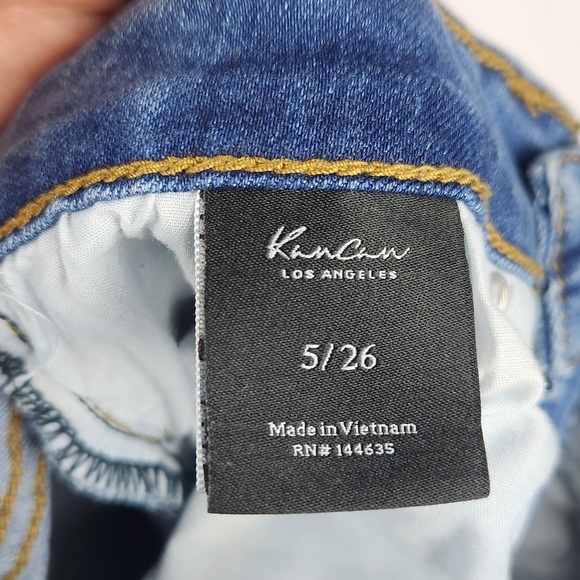 KanCan
LOS ANGELES
5/26
Made in Vietnam
RN# 144635